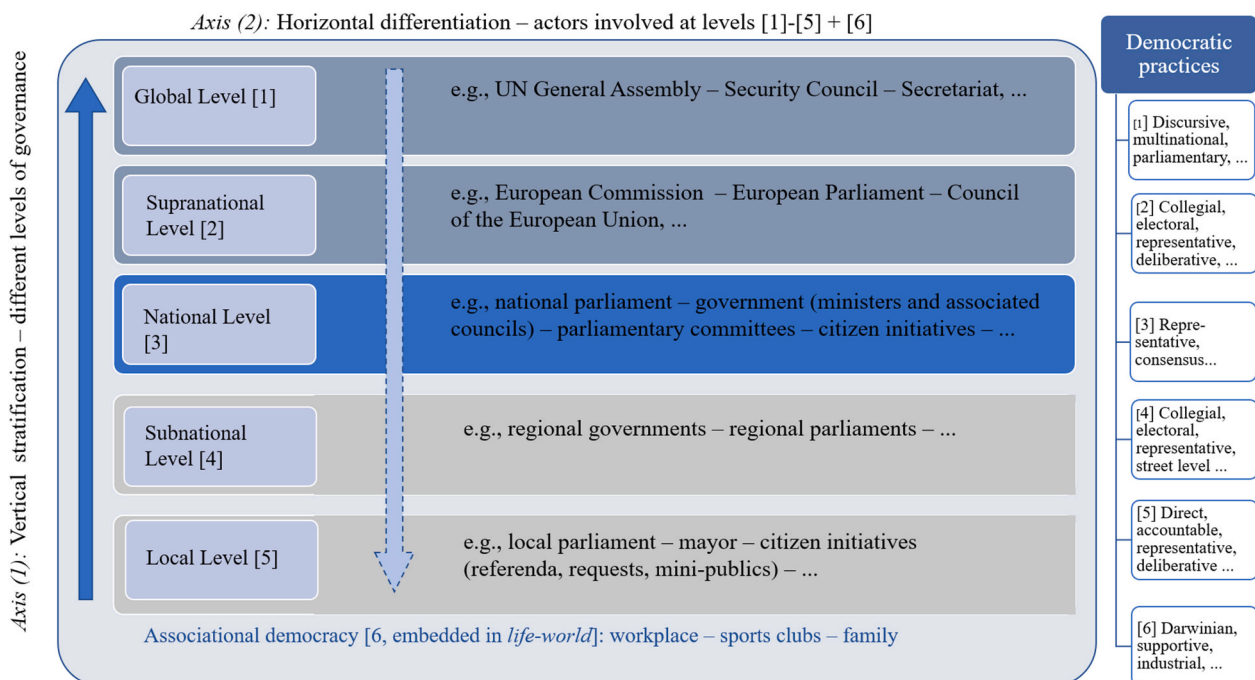 Axis (2): Horizontal differentiation – actors involved at levels [1]-[5] + [6]
Axis (1): Vertical stratification – different levels of governance
Global Level [1]
e.g., UN General Assembly – Security Council – Secretariat, ...
Supranational
Level [2]
e.g., European Commission – European Parliament – Council
of the European Union, ...
National Level
[3]
e.g., national parliament – government (ministers and associated
councils) – parliamentary committees – citizen initiatives – ...
Subnational
Level [4]
e.g., regional governments – regional parliaments – ...
Local Level [5]
e.g., local parliament – mayor – citizen initiatives
(referenda, requests, mini-publics) – ...
Associational democracy [6, embedded in life-world]: workplace – sports clubs – family
Democratic
practices
[1] Discursive,
multinational,
parliamentary, ...
[2] Collegial,
electoral,
representative,
deliberative, ...
[3] Repre-
sentative,
consensus...
[4] Collegial,
electoral,
representative,
street level ...
[5] Direct,
accountable,
representative,
deliberative ...
[6] Darwinian,
supportive,
industrial, ...